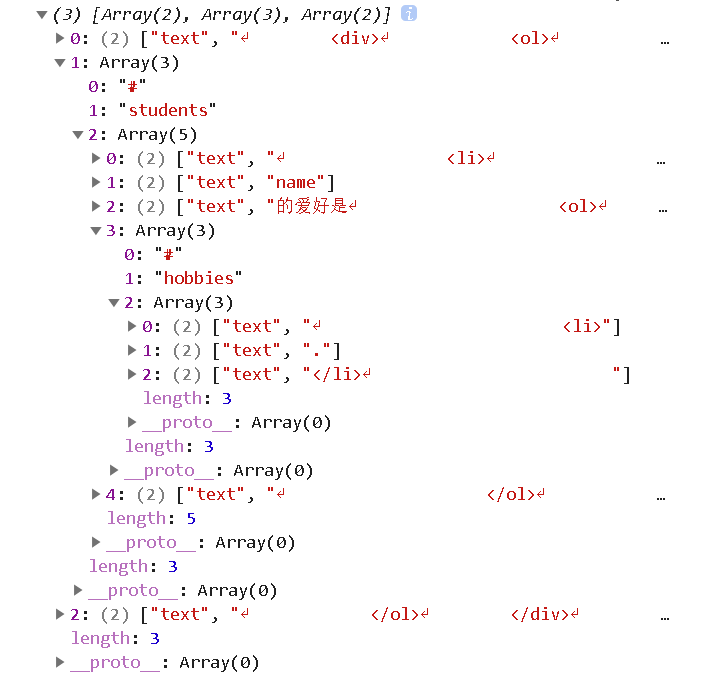 (3) [Array(2), Array(3), Array(2)] i
0: (2) ["text", "↵ <div>↵ <ol>↵ …
1: Array(3)
0: "#"
1: "students"
2: Array(5)
0: (2) ["text", "↵ <li>↵ …
1: (2) ["text", "name"]
2: (2) ["text", "的爱好是↵ <ol>↵ …
3: Array(3)
0: "#"
1: "hobbies"
2: Array(3)
0: (2) ["text", "↵ <li>"]
1: (2) ["text", "."]
2: (2) ["text", "</li>↵ "]
length: 3
__proto__: Array(0)
length: 3
__proto__: Array(0)
4: (2) ["text", "↵ </ol>↵ …
length: 5
__proto__: Array(0)
length: 3
__proto__: Array(0)
2: (2) ["text", "↵ </ol>↵ </div>↵ …
length: 3
__proto__: Array(0)